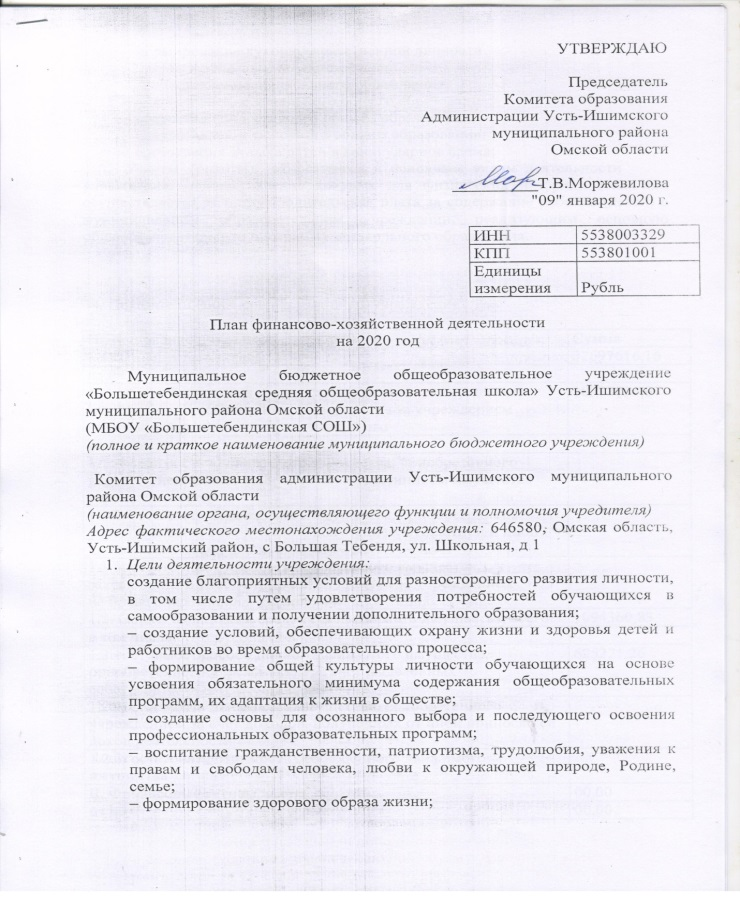 УТВЕРЖДАЮ
Председатель
Комитета образования
Администрации Усть-Ишимского
муниципального района
Омской области
Т.В.Моржевилова
"09" января 2020 г.
ИНН 5538003329
КПП 553801001
Единицы
измерения Рубль
План финансово-хозяйственной деятельности
на 2020 год
Муниципальное бюджетное общеобразовательное учреждение
«Большетебендинская средняя общеобразовательная школа» Усть-Ишимского
муниципального района Омской области
(МБОУ «Большетебендинская СОШ»)
(полное и краткое наименование муниципального бюджетного учреждения)
Комитет образования администрации Усть-Ишимского муниципального
района Омской области
(наименование органа, осуществляющего функции и полномочия учредителя)
Адрес фактического местонахождения учреждения: 646580, Омская область,
Усть-Ишимский район, с Большая Тебендя, ул. Школьная, д 1
1. Цели деятельности учреждения:
создание благоприятных условий для разностороннего развития личности,
в том числе путем удовлетворения потребностей обучающихся в
самообразовании и получении дополнительного образования;
– создание условий, обеспечивающих охрану жизни и здоровья детей и
работников во время образовательного процесса;
– формирование общей культуры личности обучающихся на основе
усвоения обязательного минимума содержания общеобразовательных
программ, их адаптация к жизни в обществе;
– создание основы для осознанного выбора и последующего освоения
профессиональных образовательных программ;
– воспитание гражданственности, патриотизма, трудолюбия, уважения к
правам и свободам человека, любви к окружающей природе, Родине,
семье;
– формирование здорового образа жизни;